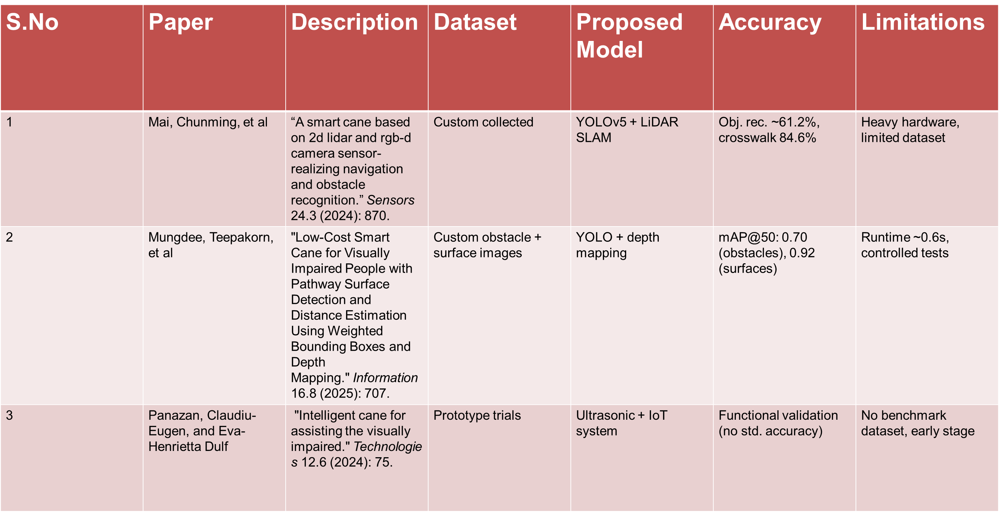 S.No
Paper
Description
Dataset
Proposed
Model
Accuracy
Limitations
1
Mai, Chunming, et al
“A smart cane based
on 2d lidar and rgb-d
camera sensor-
realizing navigation
and obstacle
recognition.” Sensors
24.3 (2024): 870.
Custom collected
YOLOv5 + LiDAR
SLAM
Obj. rec. ~61.2%,
crosswalk 84.6%
Heavy hardware,
limited dataset
2
Mungdee, Teepakorn,
et al
"Low-Cost Smart
Cane for Visually
Impaired People with
Pathway Surface
Detection and
Distance Estimation
Using Weighted
Bounding Boxes and
Depth
Mapping." Information
16.8 (2025): 707.
Custom obstacle +
surface images
YOLO + depth
mapping
mAP@50: 0.70
(obstacles), 0.92
(surfaces)
Runtime ~0.6s,
controlled tests
3
Panazan, Claudiu-
Eugen, and Eva-
Henrietta Dulf
"Intelligent cane for
assisting the visually
impaired." Technologie
s 12.6 (2024): 75.
Prototype trials
Ultrasonic + IoT
system
Functional validation
(no std. accuracy)
No benchmark
dataset, early stage